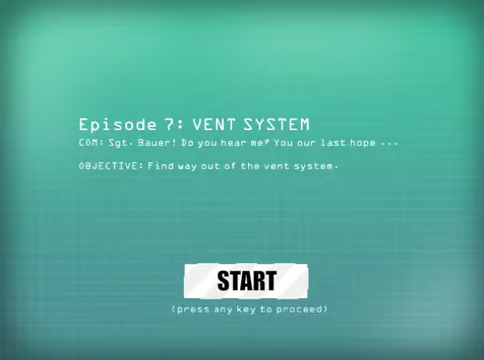 Episode 7: VENT SYSTEM
COM: Sgt. Bauer! Do you hear me? You our last hope ...
OBJECTIVE: Find way out of the vent system.
START
(press any key to proceed)